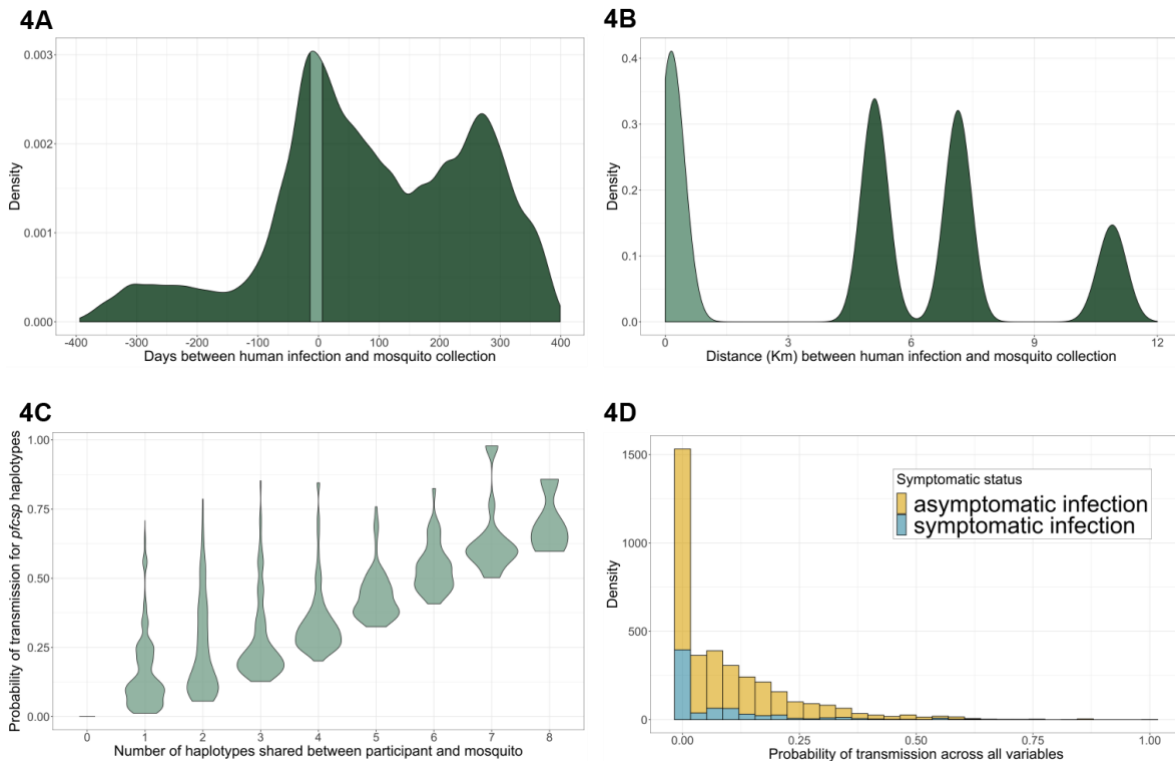 4A
Density
0.003
0.002
0.001
0.000
-400 -300 -200 -100 0 100 200 300 400
Days between human infection and mosquito collection
4B
Density
0.4
0.3
0.2
0.1
0.0
0 3 6 9 12
Distance (Km) between human infection and mosquito collection
4C
Probability of transmission for pfcsp haplotypes
1.00
0.75
0.50
0.25
0.00
0 1 2 3 4 5 6 7 8
Number of haplotypes shared between participant and mosquito
4D
Density
1500
1000
500
0
Symptomatic status
asymptomatic infection
symptomatic infection
0.00 0.25 0.50 0.75 1.00
Probability of transmission across all variables